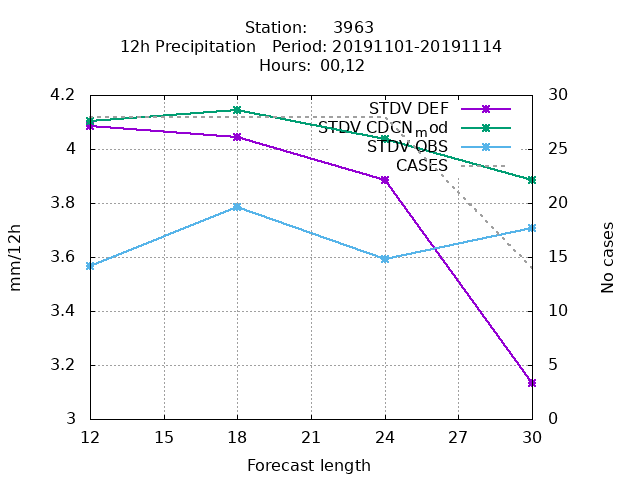 Station: 3963
12h Precipitation Period: 20191101-20191114
Hours: 00,12
4.2
4
3.8
3.6
3.4
3.2
3
30
25
20
15
10
5
0
STDV DEF
STDV CDCN_mod
STDV OBS
CASES
mm/12h
No cases
12 15 18 21 24 27 30
Forecast length